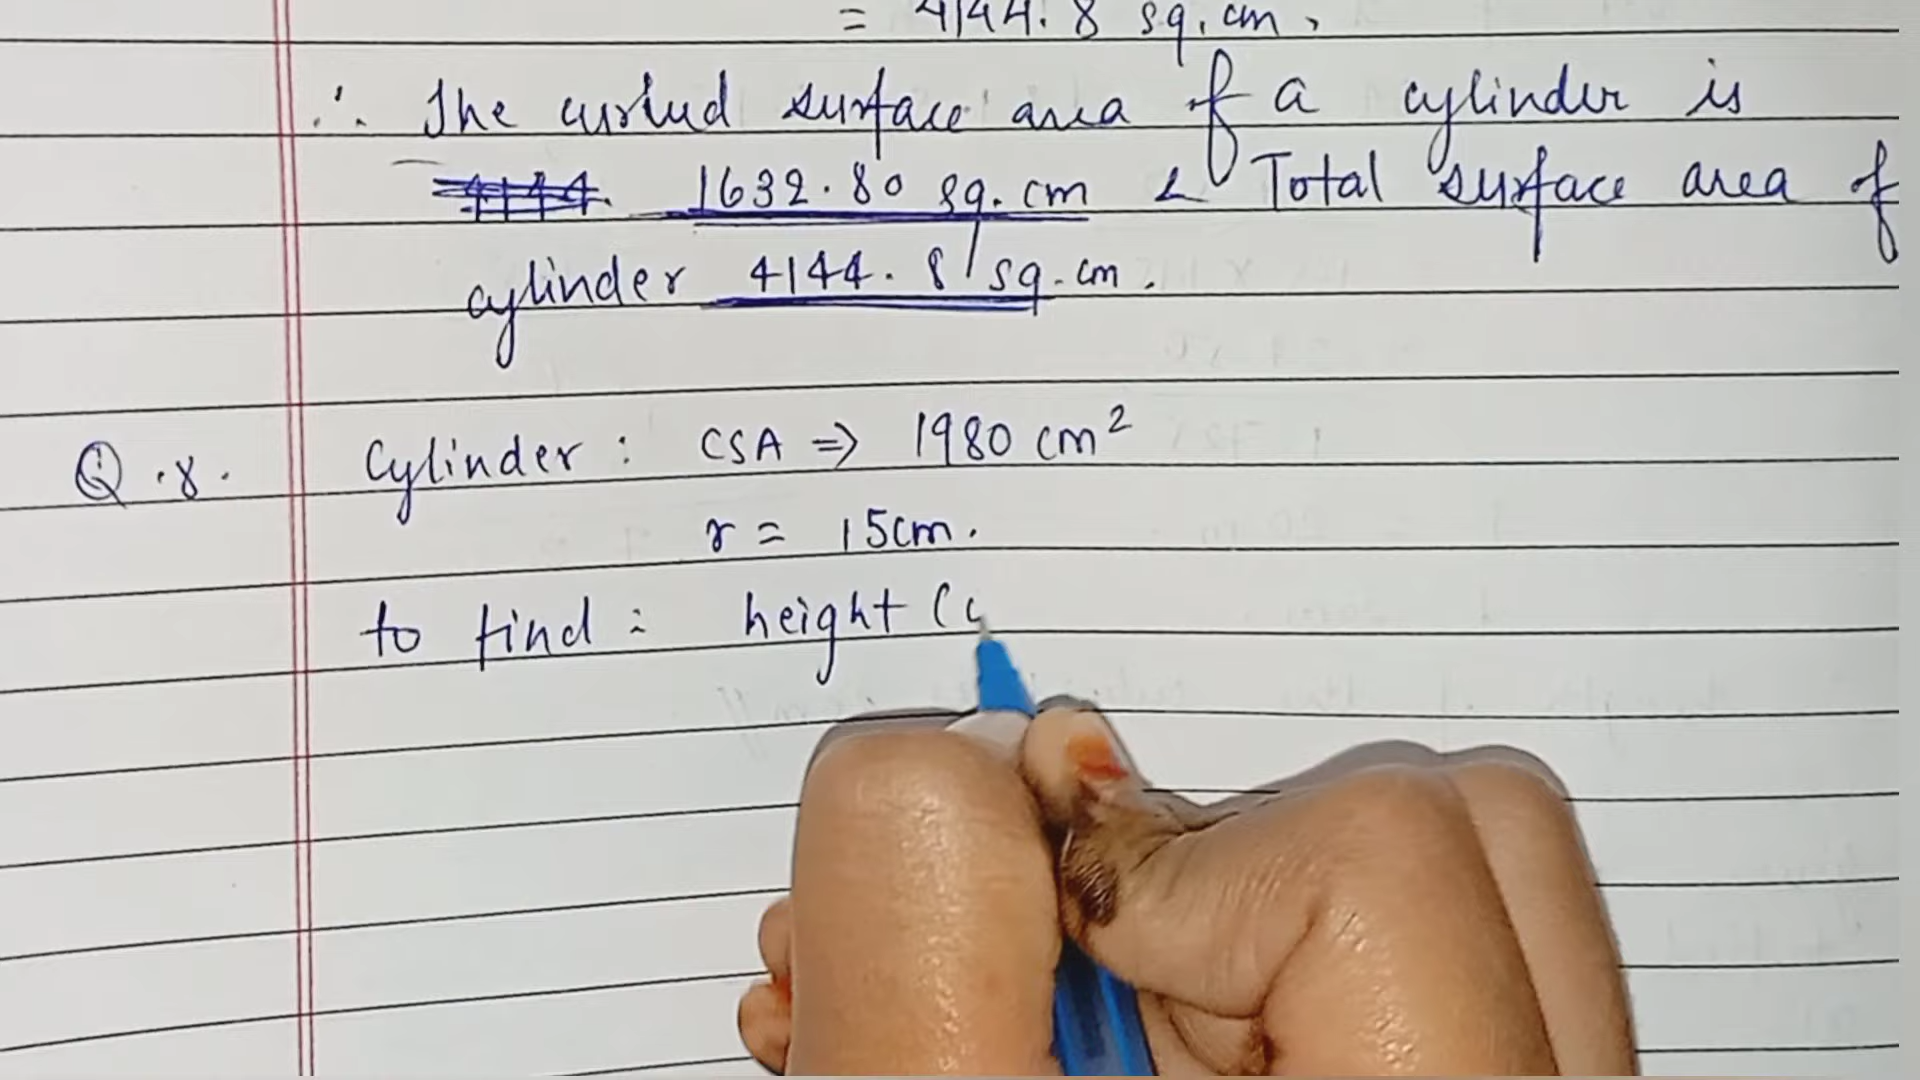 = 4144.8 sq.cm.
∴ The curved surface area of a cylinder is
4144. 1632.80 sq.cm & Total surface area of
cylinder 4144.8 sq.cm.
Q.8. Cylinder: CSA ⇒ 1980 cm²
r = 15cm.
to find: height (